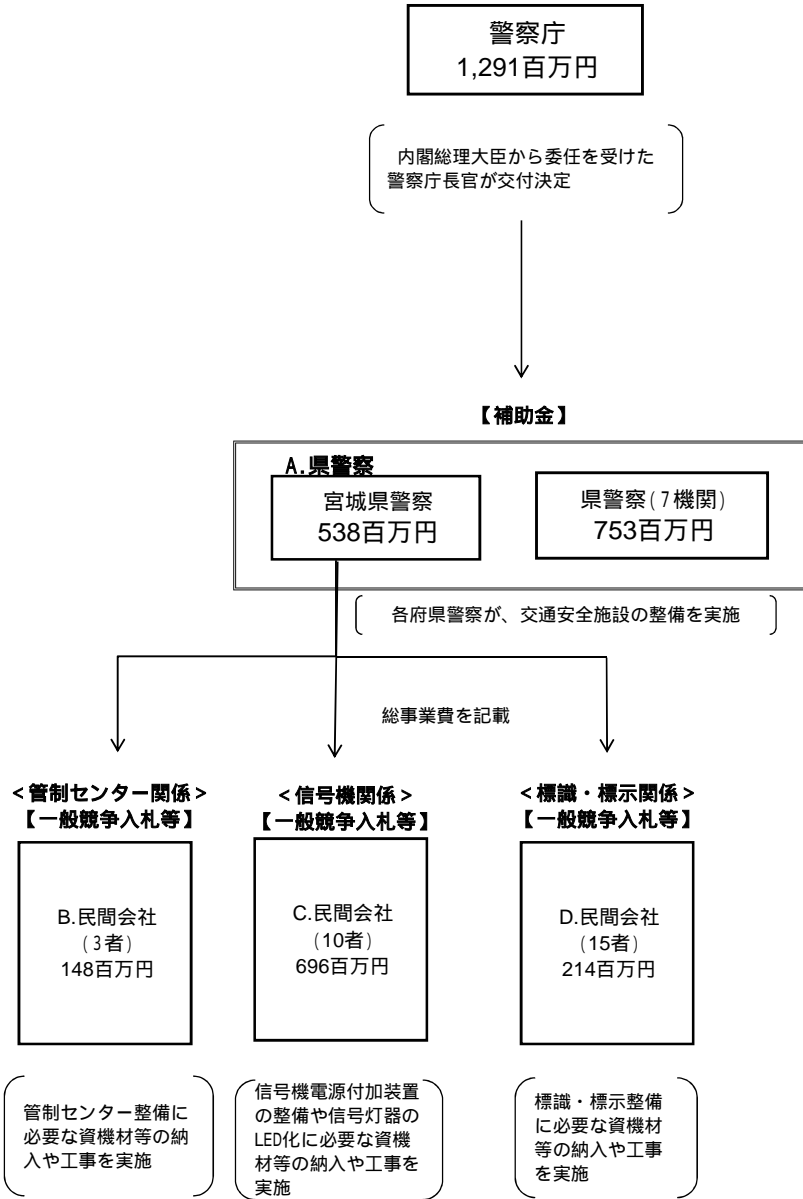 警察庁
1,291百万円
内閣総理大臣から委任を受けた
警察庁長官が交付決定
【補助金】
A.県警察
宮城県警察
538百万円
県警察(7機関)
753百万円
各府県警察が、交通安全施設の整備を実施
総事業費を記載
<管制センター関係>
【一般競争入札等】
<信号機関係>
【一般競争入札等】
<標識・標示関係>
【一般競争入札等】
B.民間会社
(3者)
148百万円
C.民間会社
(10者)
696百万円
D.民間会社
(15者)
214百万円
管制センター整備に
必要な資機材等の納
入や工事を実施
信号機電源付加装置
の整備や信号灯器の
LED化に必要な資機
材等の納入や工事を
実施
標識・標示整備
に必要な資機材
等の納入や工事
を実施